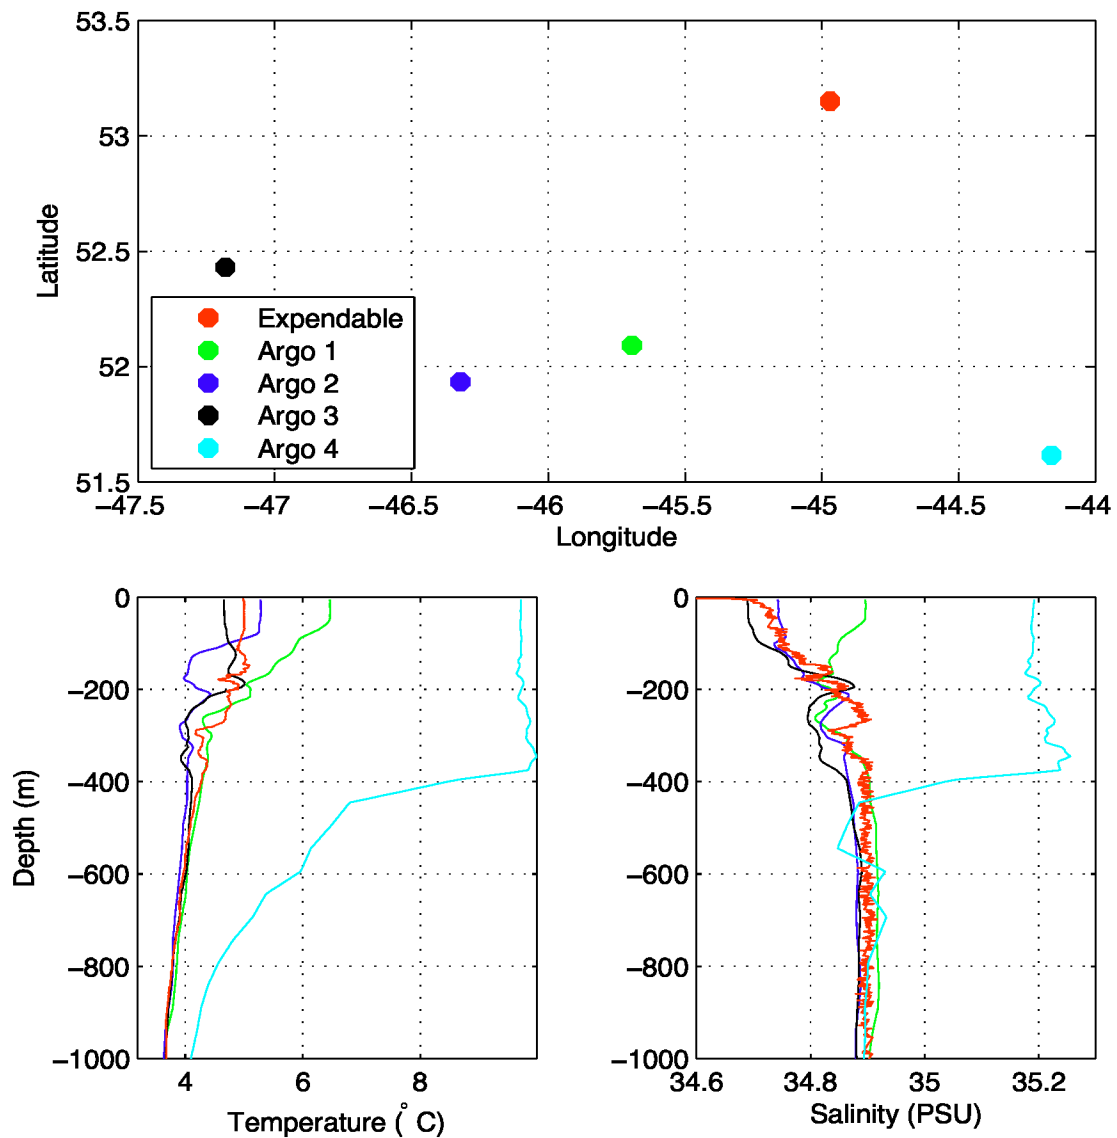 53.5
53
52.5
52
51.5
Latitude
−47.5 −47 −46.5 −46 −45.5 −45 −44.5 −44
Longitude
Expendable
Argo 1
Argo 2
Argo 3
Argo 4
0
−200
−400
−600
−800
−1000
Depth (m)
4 6 8
Temperature (° C)
0
−200
−400
−600
−800
−1000
34.6 34.8 35 35.2
Salinity (PSU)